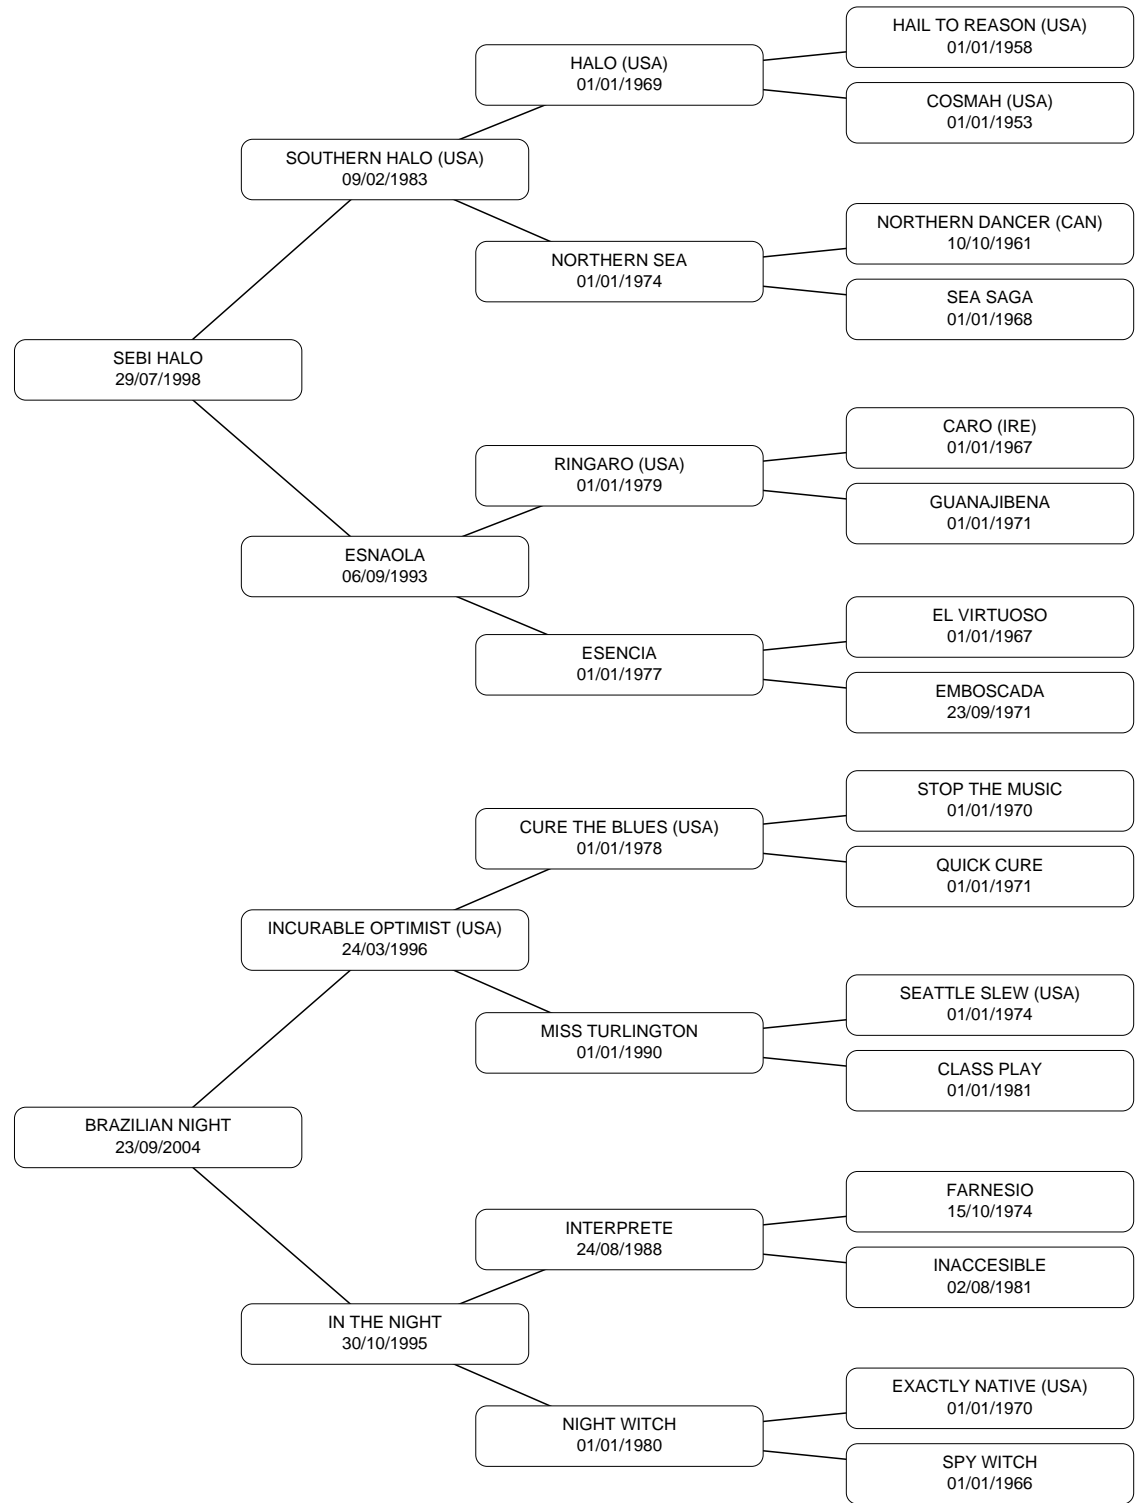 HAIL TO REASON (USA)
01/01/1958
HALO (USA)
01/01/1969
COSMAH (USA)
01/01/1953
SOUTHERN HALO (USA)
09/02/1983
NORTHERN DANCER (CAN)
10/10/1961
NORTHERN SEA
01/01/1974
SEA SAGA
01/01/1968
SEBI HALO
29/07/1998
CARO (IRE)
01/01/1967
RINGARO (USA)
01/01/1979
GUANAJIBENA
01/01/1971
ESNAOLA
06/09/1993
EL VIRTUOSO
01/01/1967
ESENCIA
01/01/1977
EMBOSCADA
23/09/1971
STOP THE MUSIC
01/01/1970
CURE THE BLUES (USA)
01/01/1978
QUICK CURE
01/01/1971
INCURABLE OPTIMIST (USA)
24/03/1996
SEATTLE SLEW (USA)
01/01/1974
MISS TURLINGTON
01/01/1990
CLASS PLAY
01/01/1981
BRAZILIAN NIGHT
23/09/2004
FARNESIO
15/10/1974
INTERPRETE
24/08/1988
INACCESIBLE
02/08/1981
IN THE NIGHT
30/10/1995
EXACTLY NATIVE (USA)
01/01/1970
NIGHT WITCH
01/01/1980
SPY WITCH
01/01/1966